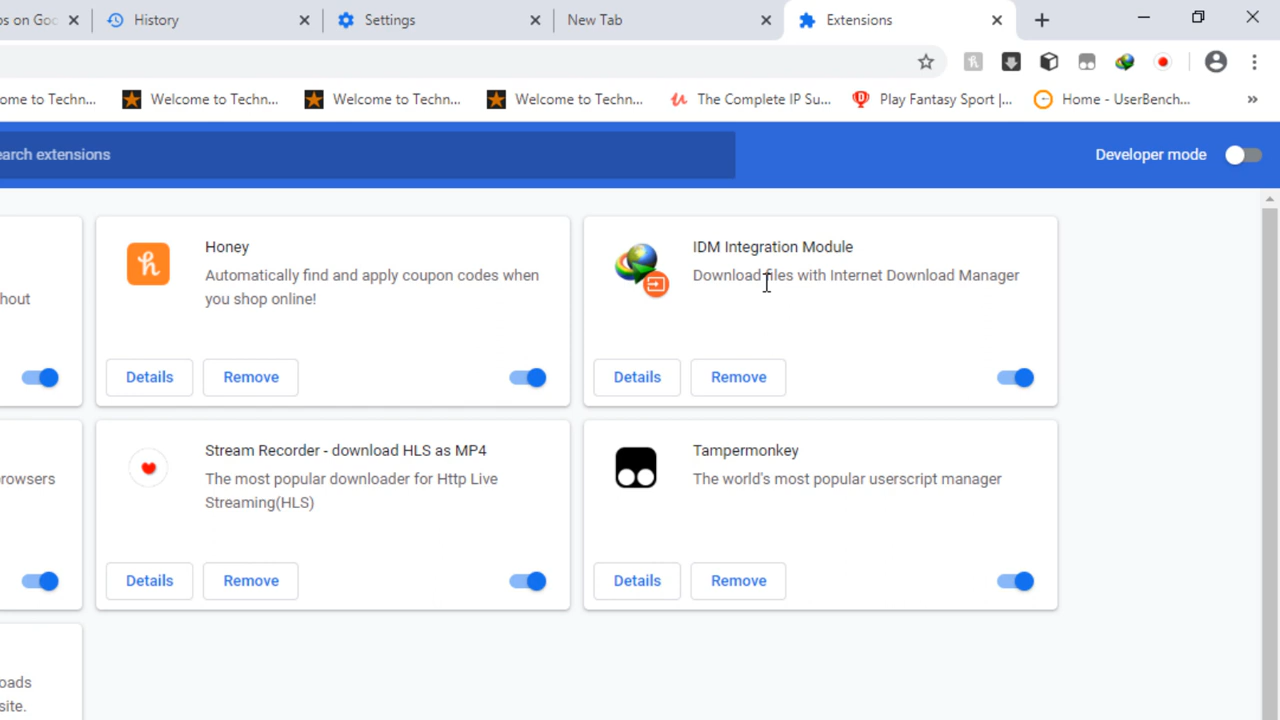 os on Goo
History
Settings
New Tab
Extensions
ome to Techn...
Welcome to Techn...
Welcome to Techn...
Welcome to Techn...
The Complete IP Su...
Play Fantasy Sport |...
Home - UserBench...
earch extensions
Developer mode
Honey
IDM Integration Module
Automatically find and apply coupon codes when
Download files with Internet Download Manager
hout
you shop online!
Details
Remove
Details
Remove
Stream Recorder - download HLS as MP4
Tampermonkey
rowsers
The most popular downloader for Http Live
The world's most popular userscript manager
Streaming(HLS)
Details
Remove
Details
Remove
oads
site.